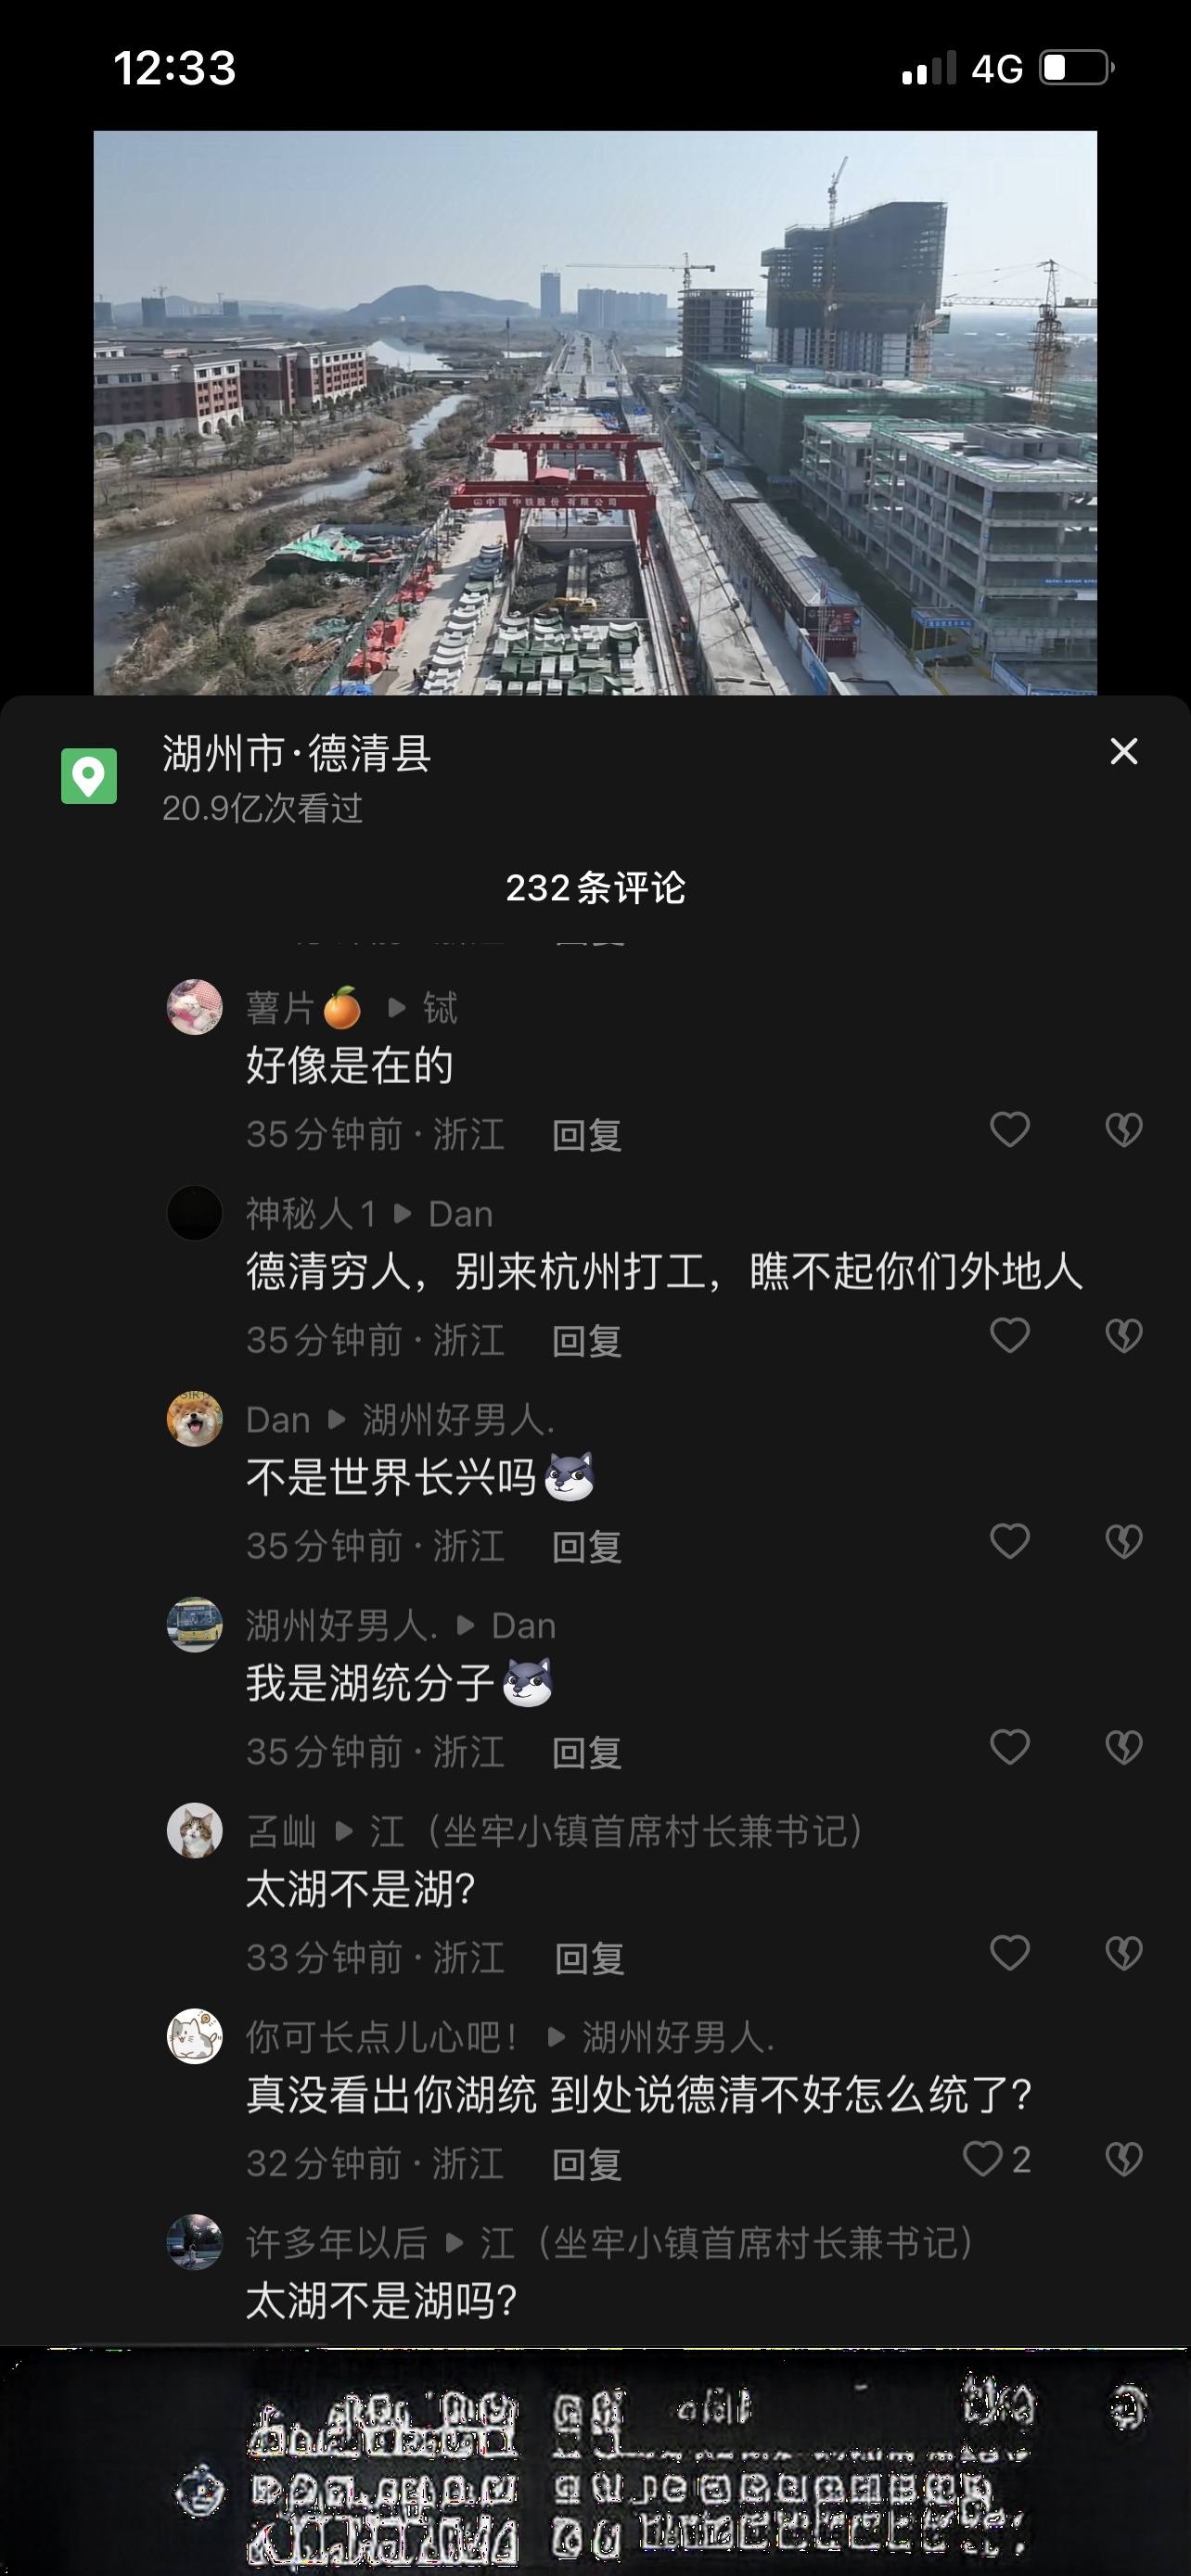 12:33
4G
中国中铁股份有限公司
湖州市·德清县
20.9亿次看过
232条评论
薯片🍊 ▶ 铽
好像是在的
35分钟前·浙江 回复
神秘人1 ▶ Dan
德清穷人，别来杭州打工，瞧不起你们外地人
35分钟前·浙江 回复
Dan ▶ 湖州好男人.
不是世界长兴吗
35分钟前·浙江 回复
湖州好男人. ▶ Dan
我是湖统分子
35分钟前·浙江 回复
▶ 江（坐牢小镇首席村长兼书记）
太湖不是湖?
33分钟前·浙江 回复
你可长点儿心吧！ ▶ 湖州好男人.
真没看出你湖统 到处说德清不好怎么统了?
32分钟前·浙江 回复
2
许多年以后 ▶ 江（坐牢小镇首席村长兼书记）
太湖不是湖吗?